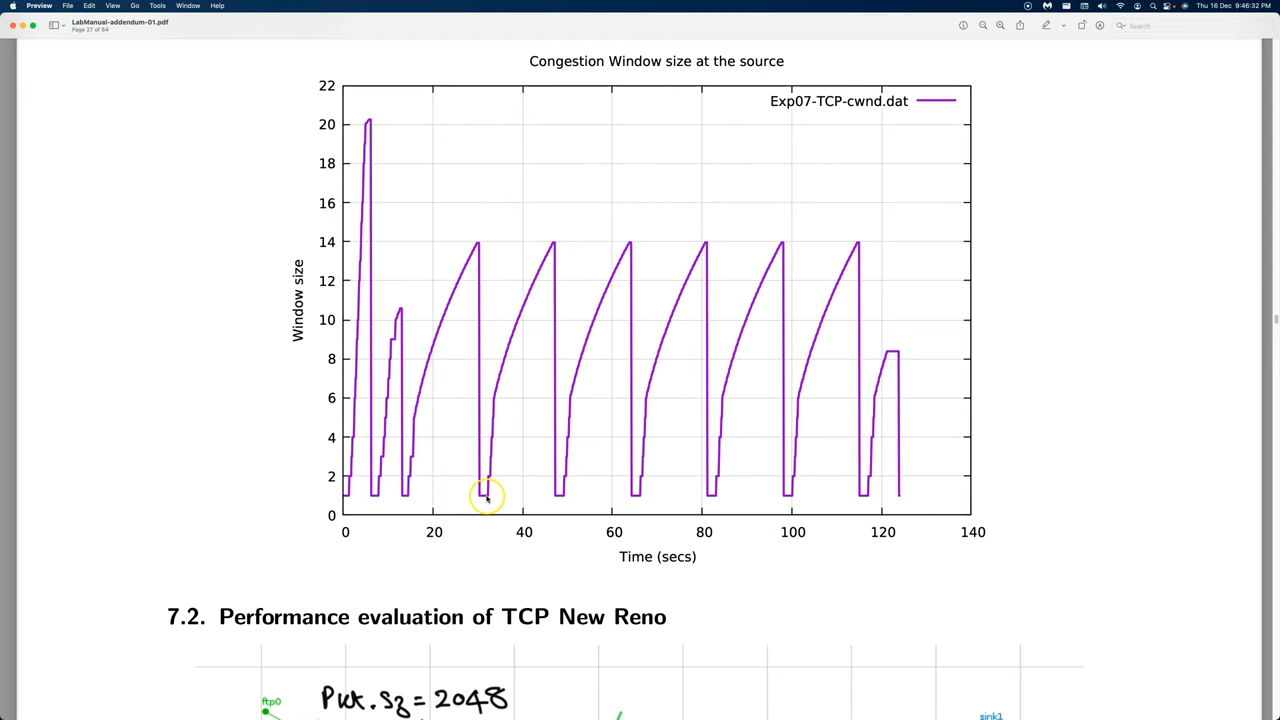 Preview File Edit View Go Tools Window Help Thu 16 Dec 9:46:32 PM
LabManual-addendum-01.pdf
Page 27 of 64
Search
Congestion Window size at the source
Exp07-TCP-cwnd.dat
22
20
18
16
14
12
10
8
6
4
2
0
Window size
0 20 40 60 80 100 120 140
Time (secs)
7.2. Performance evaluation of TCP New Reno
ftp0
Pkt.Sz = 2048
sink1